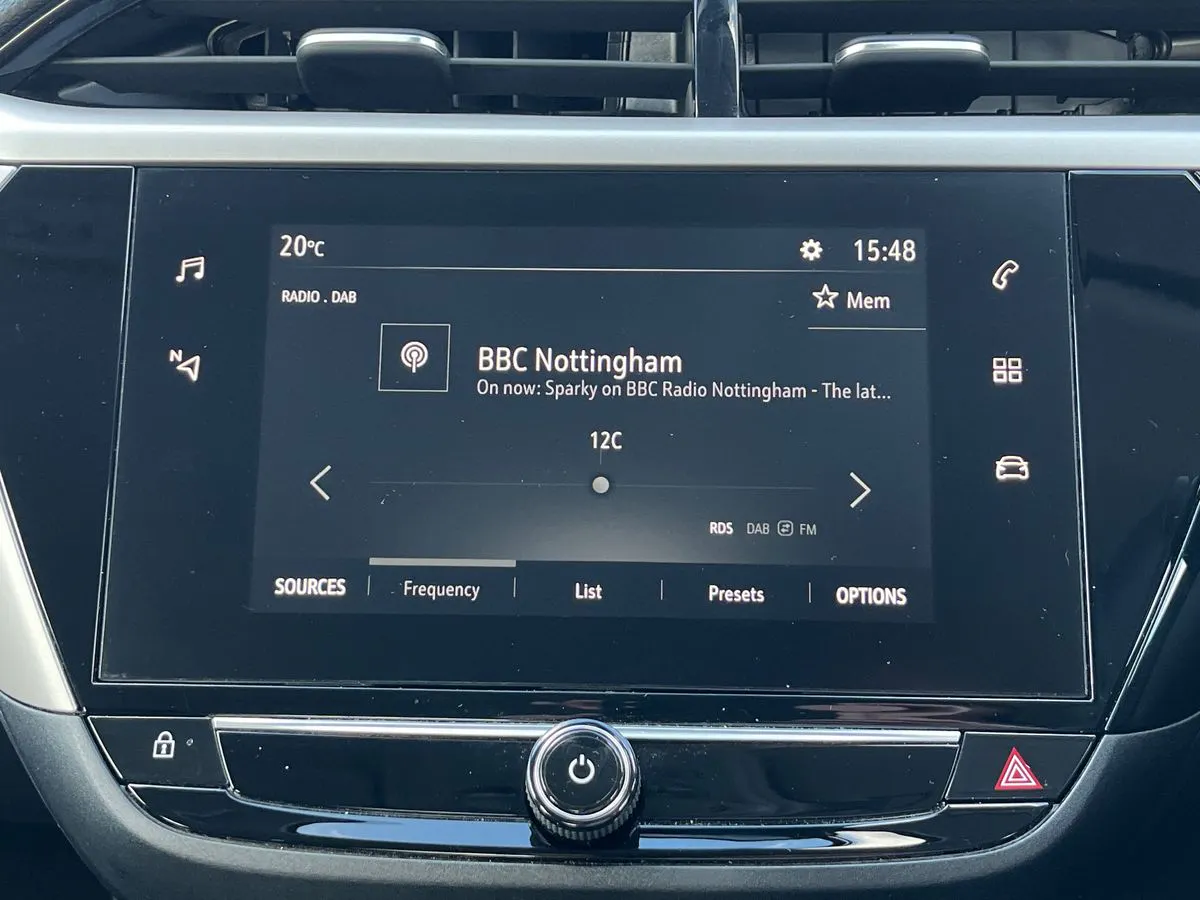 20°C
15:48
RADIO . DAB
Mem
BBC Nottingham
On now: Sparky on BBC Radio Nottingham - The lat...
12C
N
RDS DAB FM
SOURCES Frequency List Presets OPTIONS